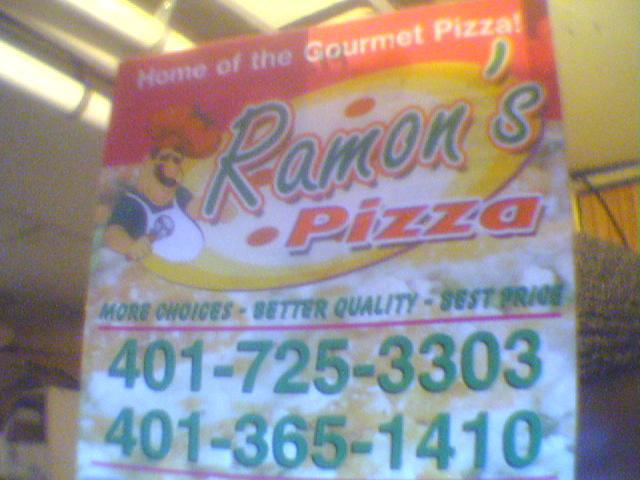 Home of the Gourmet Pizza!
Ramon's
Pizza
MORE CHOICES - BETTER QUALITY - BEST PRICE
401-725-3303
401-365-1410